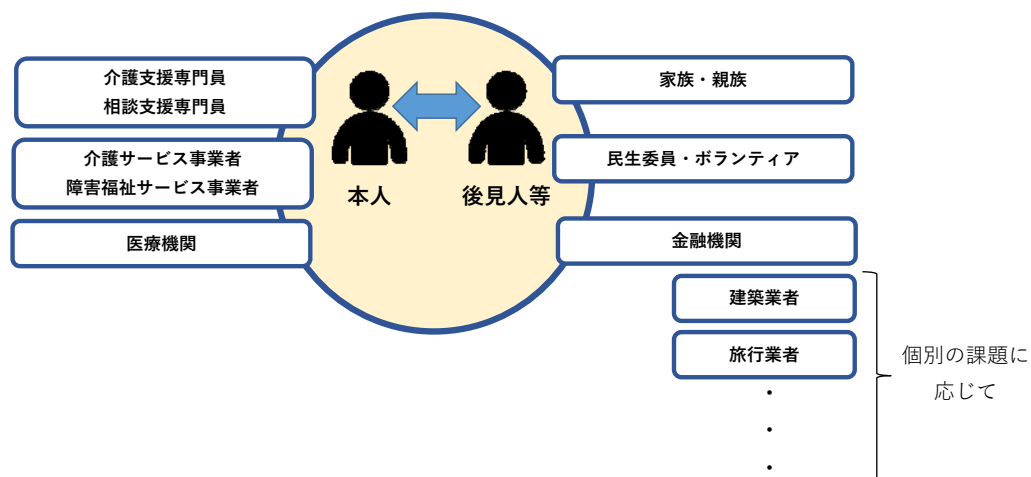 介護支援専門員
相談支援専門員
介護サービス事業者
障害福祉サービス事業者
医療機関
本人
後見人等
家族・親族
民生委員・ボランティア
金融機関
建築業者
旅行業者
・
・
・
個別の課題に
応じて